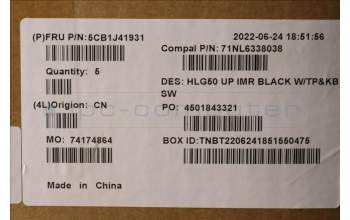 (P)FRU P/N:5CB1J41931
2022-06-24 18:51:56
Compal P/N: 71NL6338038
Quantity: 5
DES: HLG50 UP IMR BLACK W/TP&KB
SW
(4L)Origion: CN
PO: 4501843321
MO: 74174864
BOX ID:TNBT2206241851550475
Made in China